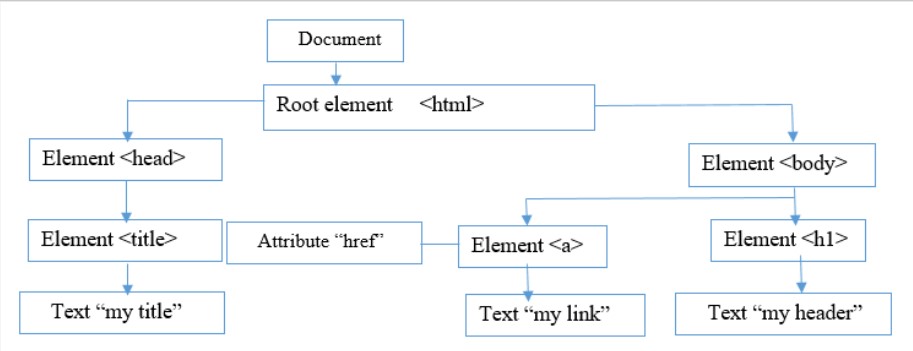 Document
Root element <html>
Element <head>
Element <body>
Element <title>
Attribute “href”
Element <a>
Element <h1>
Text “my title”
Text “my link”
Text “my header”